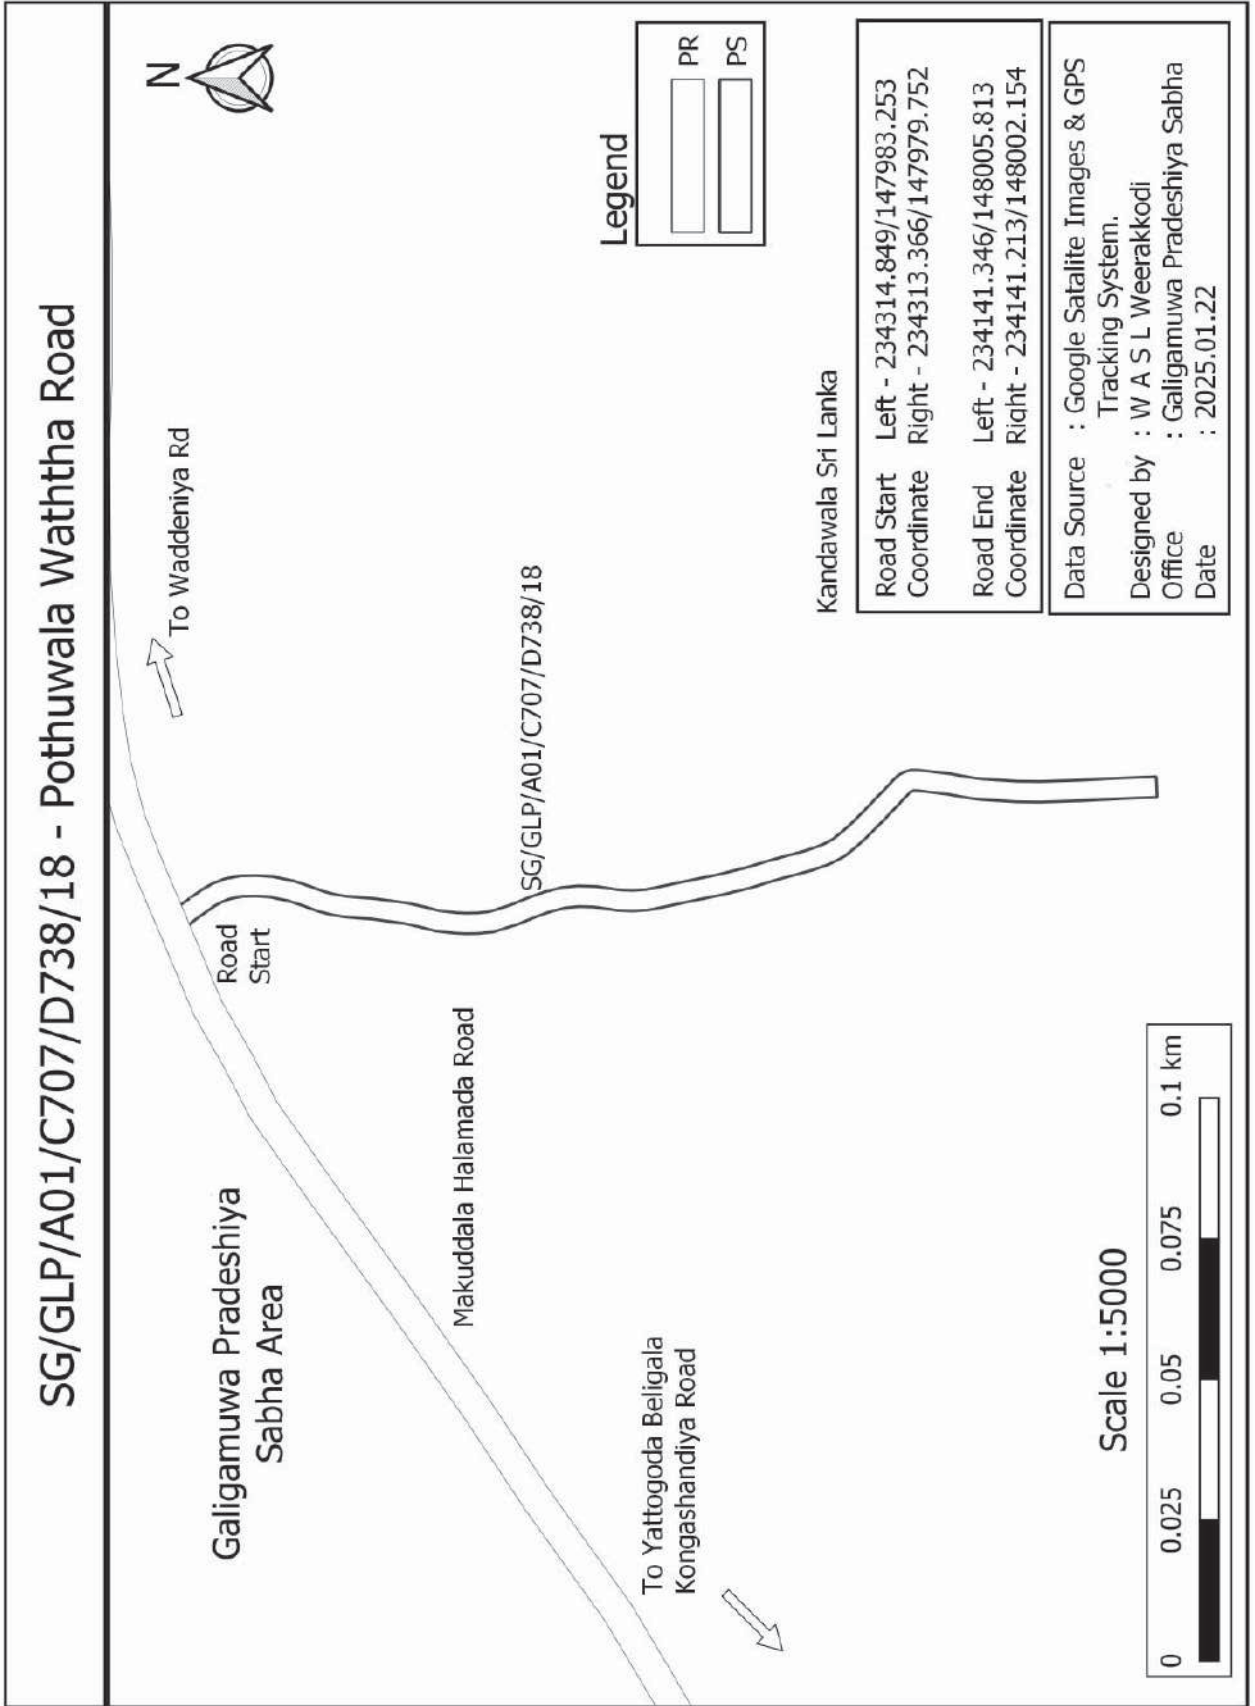 SG/GLP/A01/C707/D738/18 - Pothuwala Waththa Road
N
To Waddeniya Rd
Galigamuwa Pradeshiya
Sabha Area
Road
Start
Makuddala Halamada Road
SG/GLP/A01/C707/D738/18
To Yattogoda Beligala
Kongashandiya Road
Legend
PR
PS
Kandawala Sri Lanka
Road Start Left - 234314.849/147983.253
Coordinate Right - 234313.366/147979.752
Road End Left - 234141.346/148005.813
Coordinate Right - 234141.213/148002.154
Data Source : Google Satalite Images & GPS
Tracking System.
Designed by : W A S L Weerakkodi
Office : Galigamuwa Pradeshiya Sabha
Date : 2025.01.22
Scale 1:5000
0 0.025 0.05 0.075 0.1 km